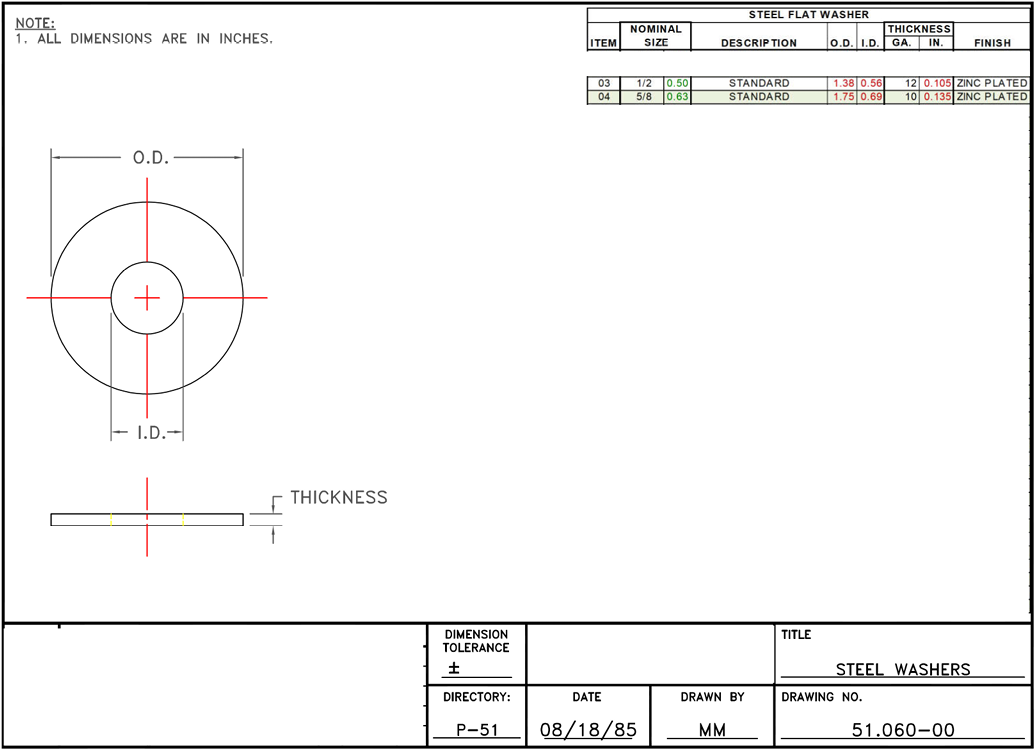 NOTE:
1. ALL DIMENSIONS ARE IN INCHES.
STEEL FLAT WASHER
ITEM NOMINAL SIZE DESCRIPTION O.D. I.D. THICKNESS GA. IN. FINISH
03 1/2 0.50 STANDARD 1.38 0.56 12 0.105 ZINC PLATED
04 5/8 0.63 STANDARD 1.75 0.69 10 0.135 ZINC PLATED
O.D.
I.D.
THICKNESS
DIMENSION
TOLERANCE
±
TITLE
STEEL WASHERS
DIRECTORY:
P-51
DATE
08/18/85
DRAWN BY
MM
DRAWING NO.
51.060-00